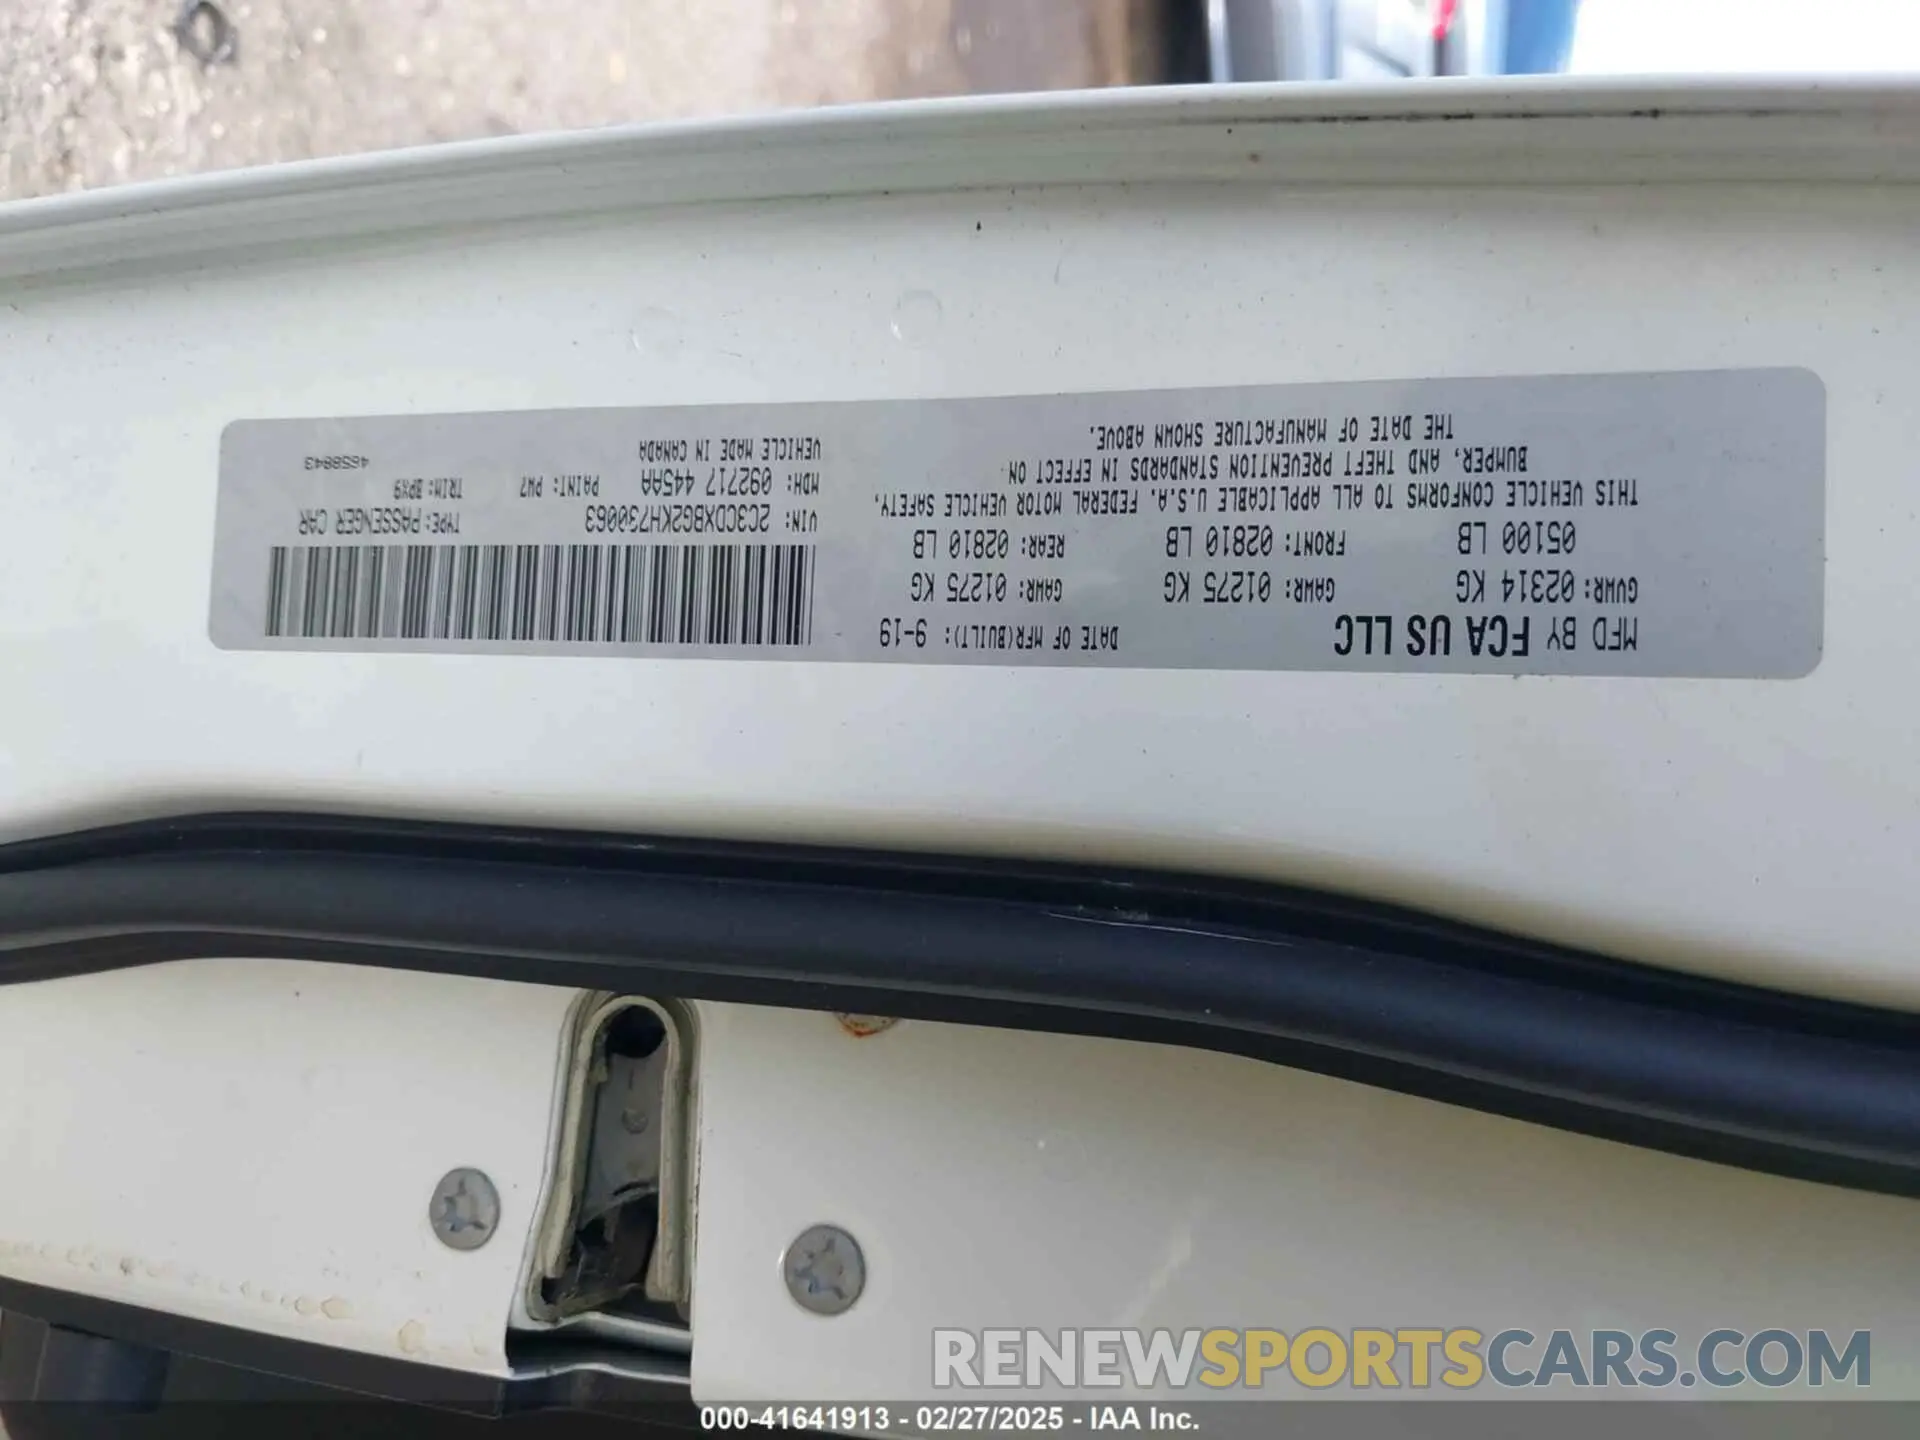 MFD BY FCA US LLC DATE OF MFR(BUILT): 9-19
GVWR: 02314 KG GAWR: 01275 KG GAWR: 01275 KG
05100 LB FRONT: 02810 LB REAR: 02810 LB
THIS VEHICLE CONFORMS TO ALL APPLICABLE U.S.A. FEDERAL MOTOR VEHICLE SAFETY,
BUMPER, AND THEFT PREVENTION STANDARDS IN EFFECT ON
THE DATE OF MANUFACTURE SHOWN ABOVE.
VIN: 2C3CDXBG2KH730063 TYPE: PASSENGER CAR
MDH: 092717 445AA PAINT: PW7 TRIM: BPX9
VEHICLE MADE IN CANADA 4658843
RENEWSPORTSCARS.COM
000-41641913 - 02/27/2025 - IAA Inc.